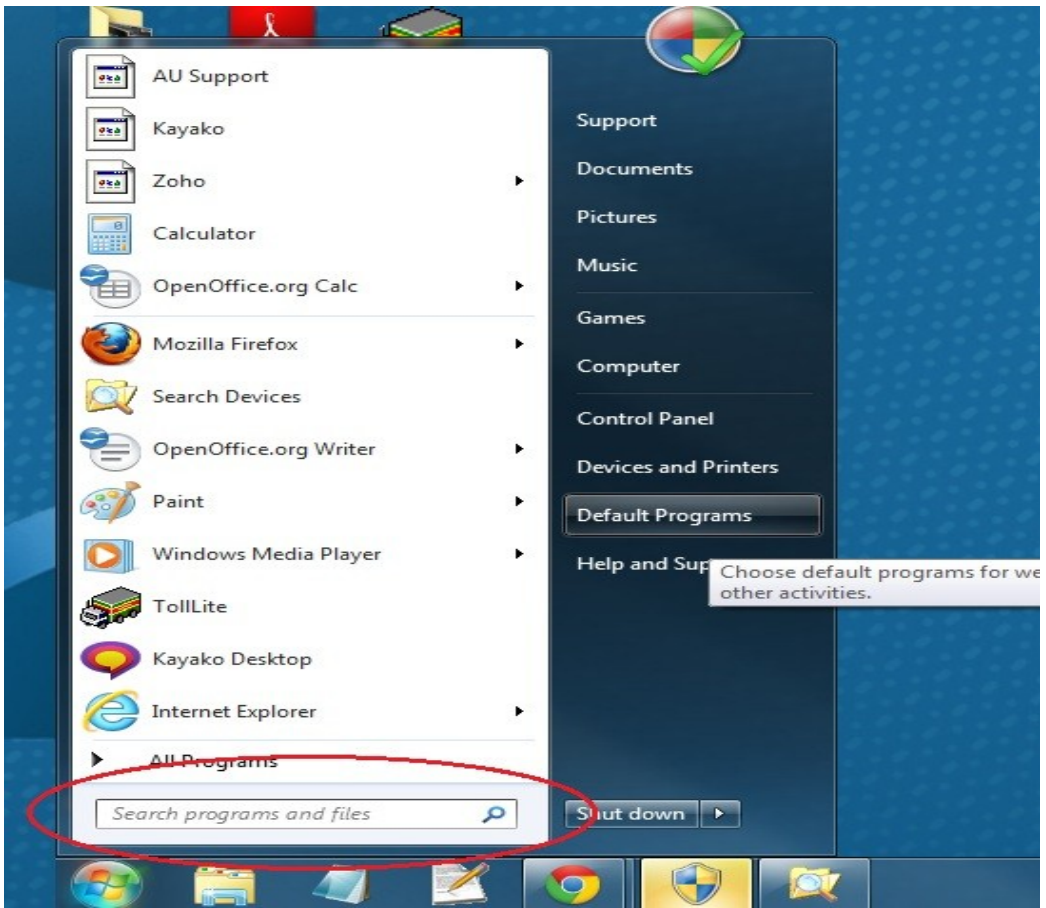 AU Support
Kayako
Zoho
Calculator
OpenOffice.org Calc
Mozilla Firefox
Search Devices
OpenOffice.org Writer
Paint
Windows Media Player
TollLite
Kayako Desktop
Internet Explorer
All Programs
Search programs and files
Support
Documents
Pictures
Music
Games
Computer
Control Panel
Devices and Printers
Default Programs
Help and Sup
Choose default programs for we
other activities.
Shut down